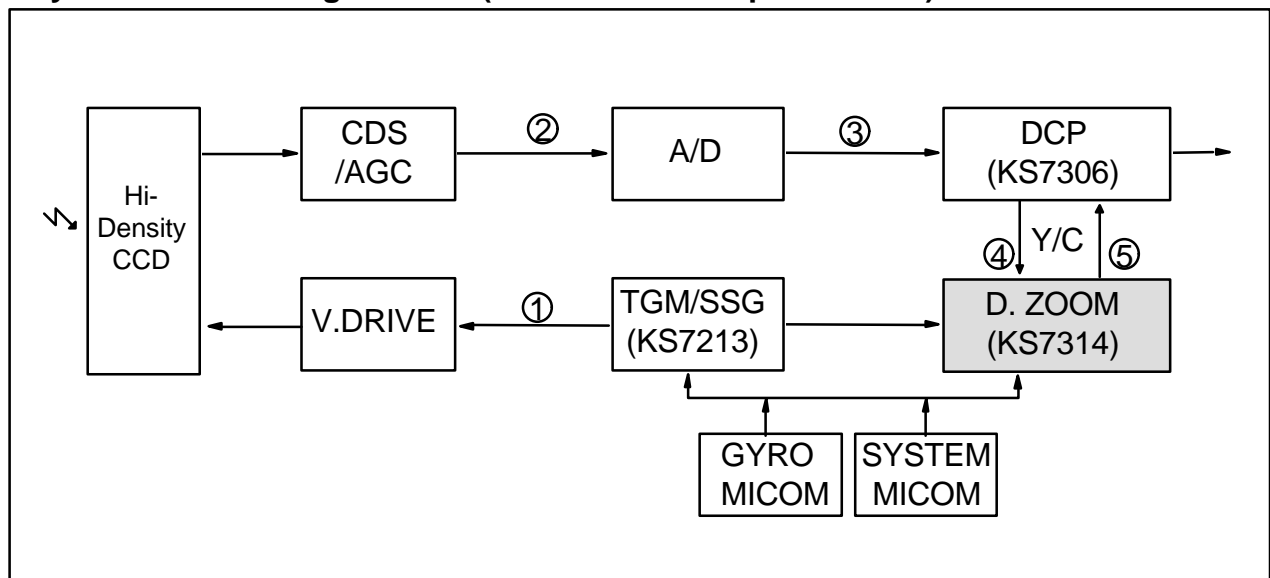 CDS
/AGC
②
A/D
③
DCP
(KS7306)
Hi-
Density
CCD
④
Y/C
⑤
V.DRIVE
①
TGM/SSG
(KS7213)
D. ZOOM
(KS7314)
GYRO
MICOM
SYSTEM
MICOM